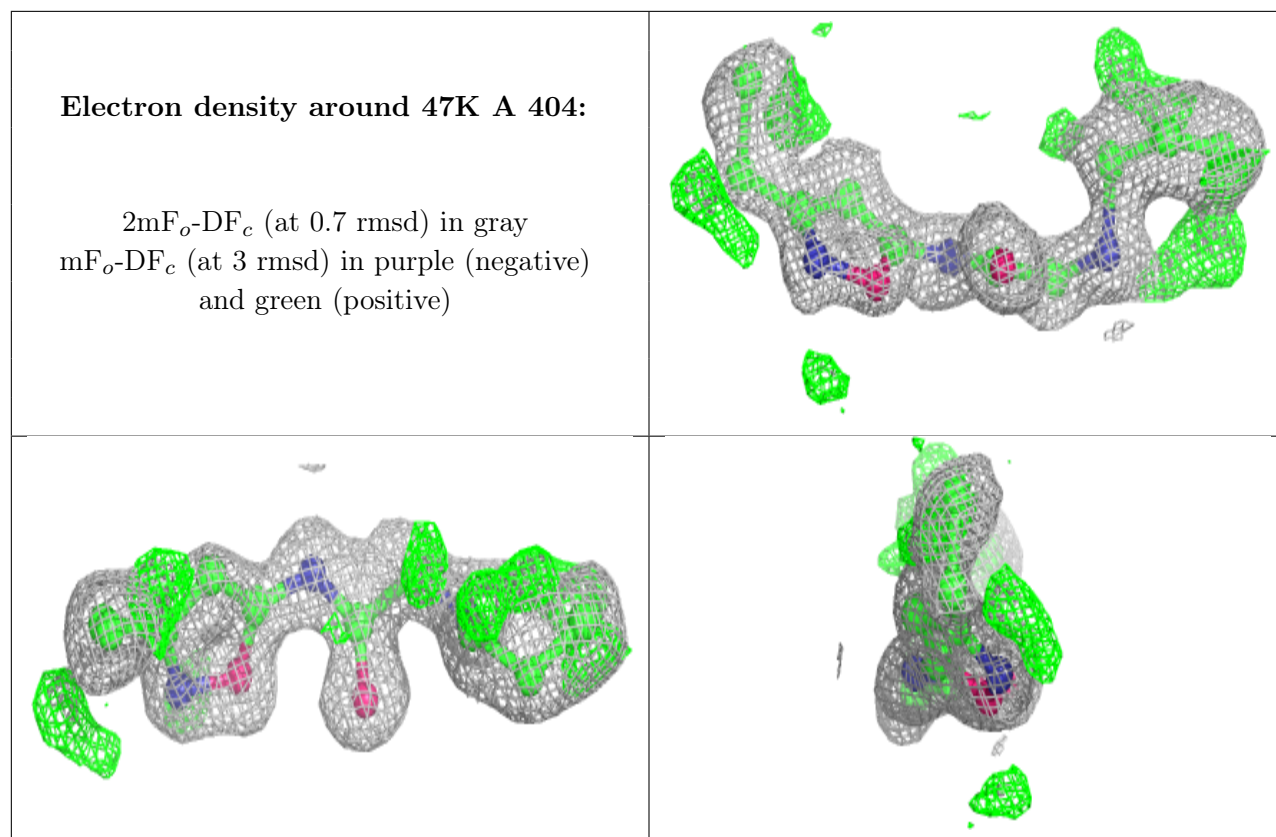 Electron density around 47K A 404:
2mFo-DFc (at 0.7 rmsd) in gray
mFo-DFc (at 3 rmsd) in purple (negative)
and green (positive)